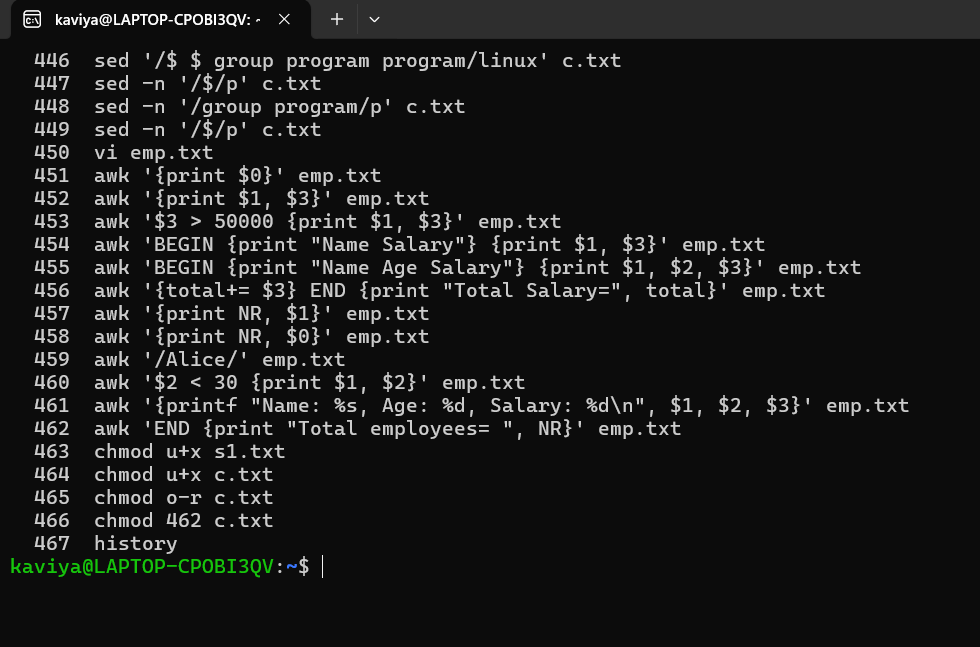 kaviya@LAPTOP-CPOBI3QV: ~
446 sed '/$ $ group program program/linux' c.txt
447 sed -n '/$/p' c.txt
448 sed -n '/group program/p' c.txt
449 sed -n '/$/p' c.txt
450 vi emp.txt
451 awk '{print $0}' emp.txt
452 awk '{print $1, $3}' emp.txt
453 awk '$3 > 50000 {print $1, $3}' emp.txt
454 awk 'BEGIN {print "Name Salary"} {print $1, $3}' emp.txt
455 awk 'BEGIN {print "Name Age Salary"} {print $1, $2, $3}' emp.txt
456 awk '{total+= $3} END {print "Total Salary=", total}' emp.txt
457 awk '{print NR, $1}' emp.txt
458 awk '{print NR, $0}' emp.txt
459 awk '/Alice/' emp.txt
460 awk '$2 < 30 {print $1, $2}' emp.txt
461 awk '{printf "Name: %s, Age: %d, Salary: %d\n", $1, $2, $3}' emp.txt
462 awk 'END {print "Total employees= ", NR}' emp.txt
463 chmod u+x s1.txt
464 chmod u+x c.txt
465 chmod o-r c.txt
466 chmod 462 c.txt
467 history
kaviya@LAPTOP-CPOBI3QV:~$